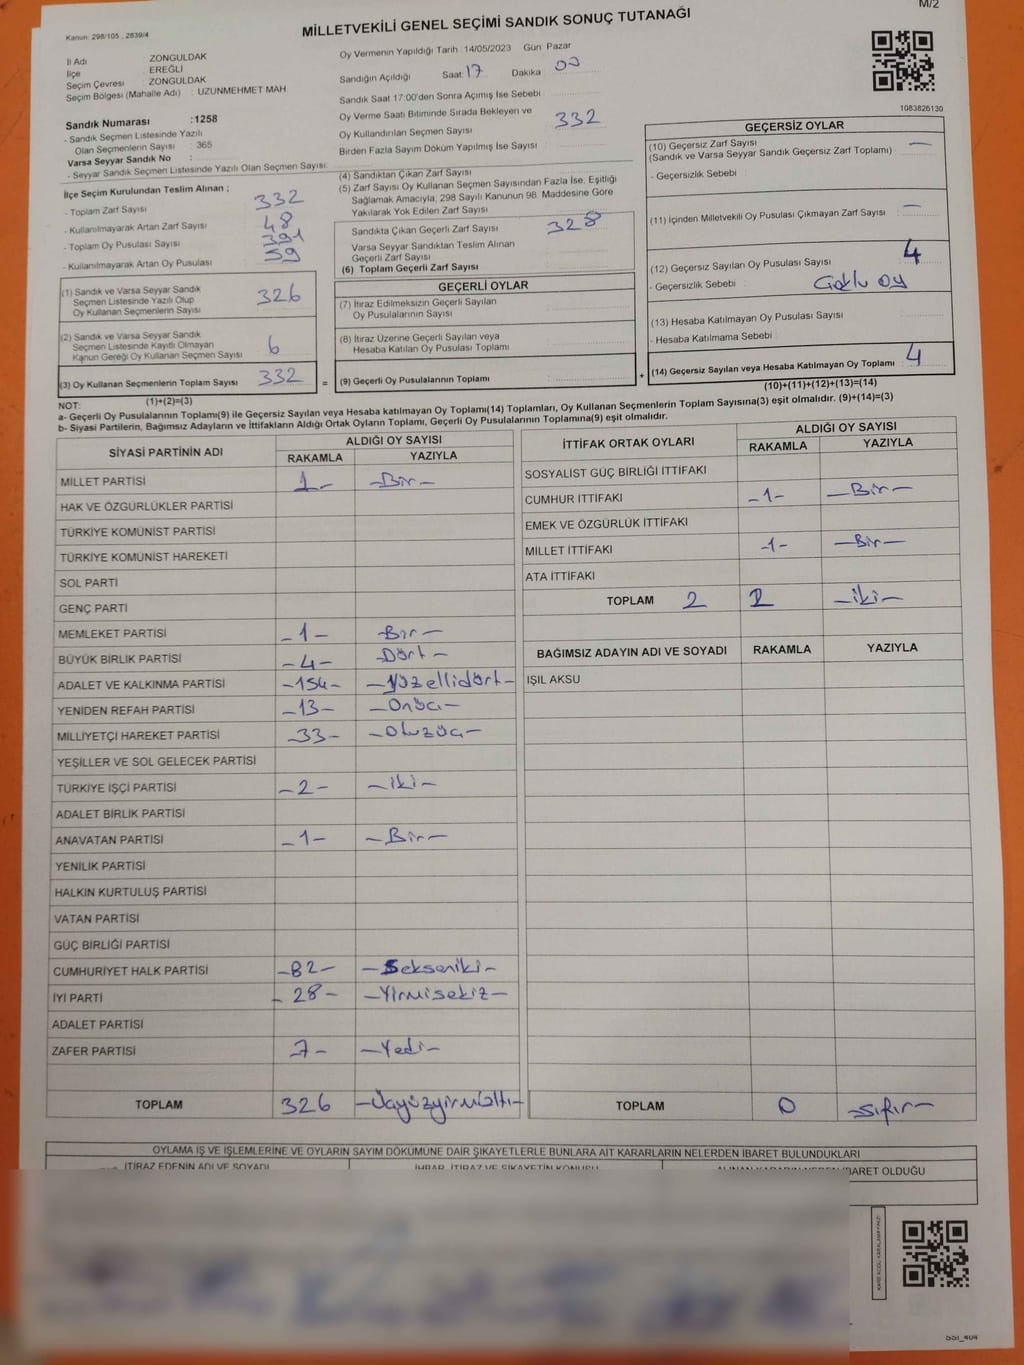 M/2
Kanun: 298/105 , 2839/4
MİLLETVEKİLİ GENEL SEÇİMİ SANDIK SONUÇ TUTANAĞI
İl Adı : ZONGULDAK
İlçe : EREĞLİ
Seçim Çevresi : ZONGULDAK
Seçim Bölgesi (Mahalle Adı) : UZUNMEHMET MAH
Sandık Numarası : 1258
- Sandık Seçmen Listesinde Yazılı
Olan Seçmenlerin Sayısı : 365
Varsa Seyyar Sandık No :
- Seyyar Sandık Seçmen Listesinde Yazılı Olan Seçmen Sayısı:
İlçe Seçim Kurulundan Teslim Alınan ;
- Toplam Zarf Sayısı 332
- Kullanılmayarak Artan Zarf Sayısı 48
- Toplam Oy Pusulası Sayısı 391
- Kullanılmayarak Artan Oy Pusulası 59
(1) Sandık ve Varsa Seyyar Sandık
Seçmen Listesinde Yazılı Olup
Oy Kullanan Seçmenlerin Sayısı 326
(2) Sandık ve Varsa Seyyar Sandık
Seçmen Listesinde Kayıtlı Olmayan
Kanun Gereği Oy Kullanan Seçmen Sayısı 6
(3) Oy Kullanan Seçmenlerin Toplam Sayısı 332 =
(1)+(2)=(3)
Oy Vermenin Yapıldığı Tarih : 14/05/2023 Gün: Pazar
Sandığın Açıldığı Saat: 17 Dakika 00
Sandık Saat 17:00'den Sonra Açımış İse Sebebi :
Oy Verme Saati Bitiminde Sırada Bekleyen ve
Oy Kullandırılan Seçmen Sayısı : 332
Birden Fazla Sayım Döküm Yapılmış İse Sayısı :
(4) Sandıktan Çıkan Zarf Sayısı
(5) Zarf Sayısı Oy Kullanan Seçmen Sayısından Fazla İse, Eşitliği
Sağlamak Amacıyla, 298 Sayılı Kanunun 98. Maddesine Göre
Yakılarak Yok Edilen Zarf Sayısı
Sandıkta Çıkan Geçerli Zarf Sayısı 328
Varsa Seyyar Sandıktan Teslim Alınan
Geçerli Zarf Sayısı
(6) Toplam Geçerli Zarf Sayısı
GEÇERLİ OYLAR
(7) İtiraz Edilmeksizin Geçerli Sayılan
Oy Pusulalarının Sayısı
(8) İtiraz Üzerine Geçerli Sayılan veya
Hesaba Katılan Oy Pusulası Toplamı
(9) Geçerli Oy Pusulalarının Toplamı +
1083826130
GEÇERSİZ OYLAR
(10) Geçersiz Zarf Sayısı —
(Sandık ve Varsa Seyyar Sandık Geçersiz Zarf Toplamı)
- Geçersizlik Sebebi :
(11) İçinden Milletvekili Oy Pusulası Çıkmayan Zarf Sayısı —
(12) Geçersiz Sayılan Oy Pusulası Sayısı 4
- Geçersizlik Sebebi : Çoklu oy
(13) Hesaba Katılmayan Oy Pusulası Sayısı
- Hesaba Katılmama Sebebi :
(14) Geçersiz Sayılan veya Hesaba Katılmayan Oy Toplamı 4
(10)+(11)+(12)+(13)=(14)
NOT:
a- Geçerli Oy Pusulalarının Toplamı(9) ile Geçersiz Sayılan veya Hesaba katılmayan Oy Toplamı(14) Toplamları, Oy Kullanan Seçmenlerin Toplam Sayısına(3) eşit olmalıdır. (9)+(14)=(3)
b- Siyasi Partilerin, Bağımsız Adayların ve İttifakların Aldığı Ortak Oyların Toplamı, Geçerli Oy Pusulalarının Toplamına(9) eşit olmalıdır.
SİYASİ PARTİNİN ADI
ALDIĞI OY SAYISI
RAKAMLA YAZIYLA
MİLLET PARTİSİ 1- -Bir-
HAK VE ÖZGÜRLÜKLER PARTİSİ
TÜRKİYE KOMÜNİST PARTİSİ
TÜRKİYE KOMÜNİST HAREKETİ
SOL PARTİ
GENÇ PARTİ
MEMLEKET PARTİSİ -1- -Bir-
BÜYÜK BİRLİK PARTİSİ -4- -Dört-
ADALET VE KALKINMA PARTİSİ -154- -Yüzellidört-
YENİDEN REFAH PARTİSİ -13- -Onüç-
MİLLİYETÇİ HAREKET PARTİSİ -33- -Otuzüç-
YEŞİLLER VE SOL GELECEK PARTİSİ
TÜRKİYE İŞÇİ PARTİSİ -2- -iki-
ADALET BİRLİK PARTİSİ
ANAVATAN PARTİSİ -1- -Bir-
YENİLİK PARTİSİ
HALKIN KURTULUŞ PARTİSİ
VATAN PARTİSİ
GÜÇ BİRLİĞİ PARTİSİ
CUMHURİYET HALK PARTİSİ -82- -Sekseniki-
İYİ PARTİ -28- -Yirmisekiz-
ADALET PARTİSİ
ZAFER PARTİSİ 7- -Yedi-
TOPLAM 326 -Üçyüzyirmialtı-
İTTİFAK ORTAK OYLARI
ALDIĞI OY SAYISI
RAKAMLA YAZIYLA
SOSYALİST GÜÇ BİRLİĞİ İTTİFAKI
CUMHUR İTTİFAKI -1- -Bir-
EMEK VE ÖZGÜRLÜK İTTİFAKI
MİLLET İTTİFAKI -1- -Bir-
ATA İTTİFAKI
TOPLAM 2 2 -iki-
BAĞIMSIZ ADAYIN ADI VE SOYADI RAKAMLA YAZIYLA
IŞIL AKSU
TOPLAM 0 -sıfır-
OYLAMA İŞ VE İŞLEMLERİNE VE OYLARIN SAYIM DÖKÜMÜNE DAİR ŞİKAYETLERLE BUNLARA AİT KARARLARIN NELERDEN İBARET BULUNDUKLARI
İTİRAZ EDENİN ADI VE SOYADI
İHBAR, İTİRAZ VE ŞİKAYETİN KONUSU
İBARET OLDUĞU
SSİ_404